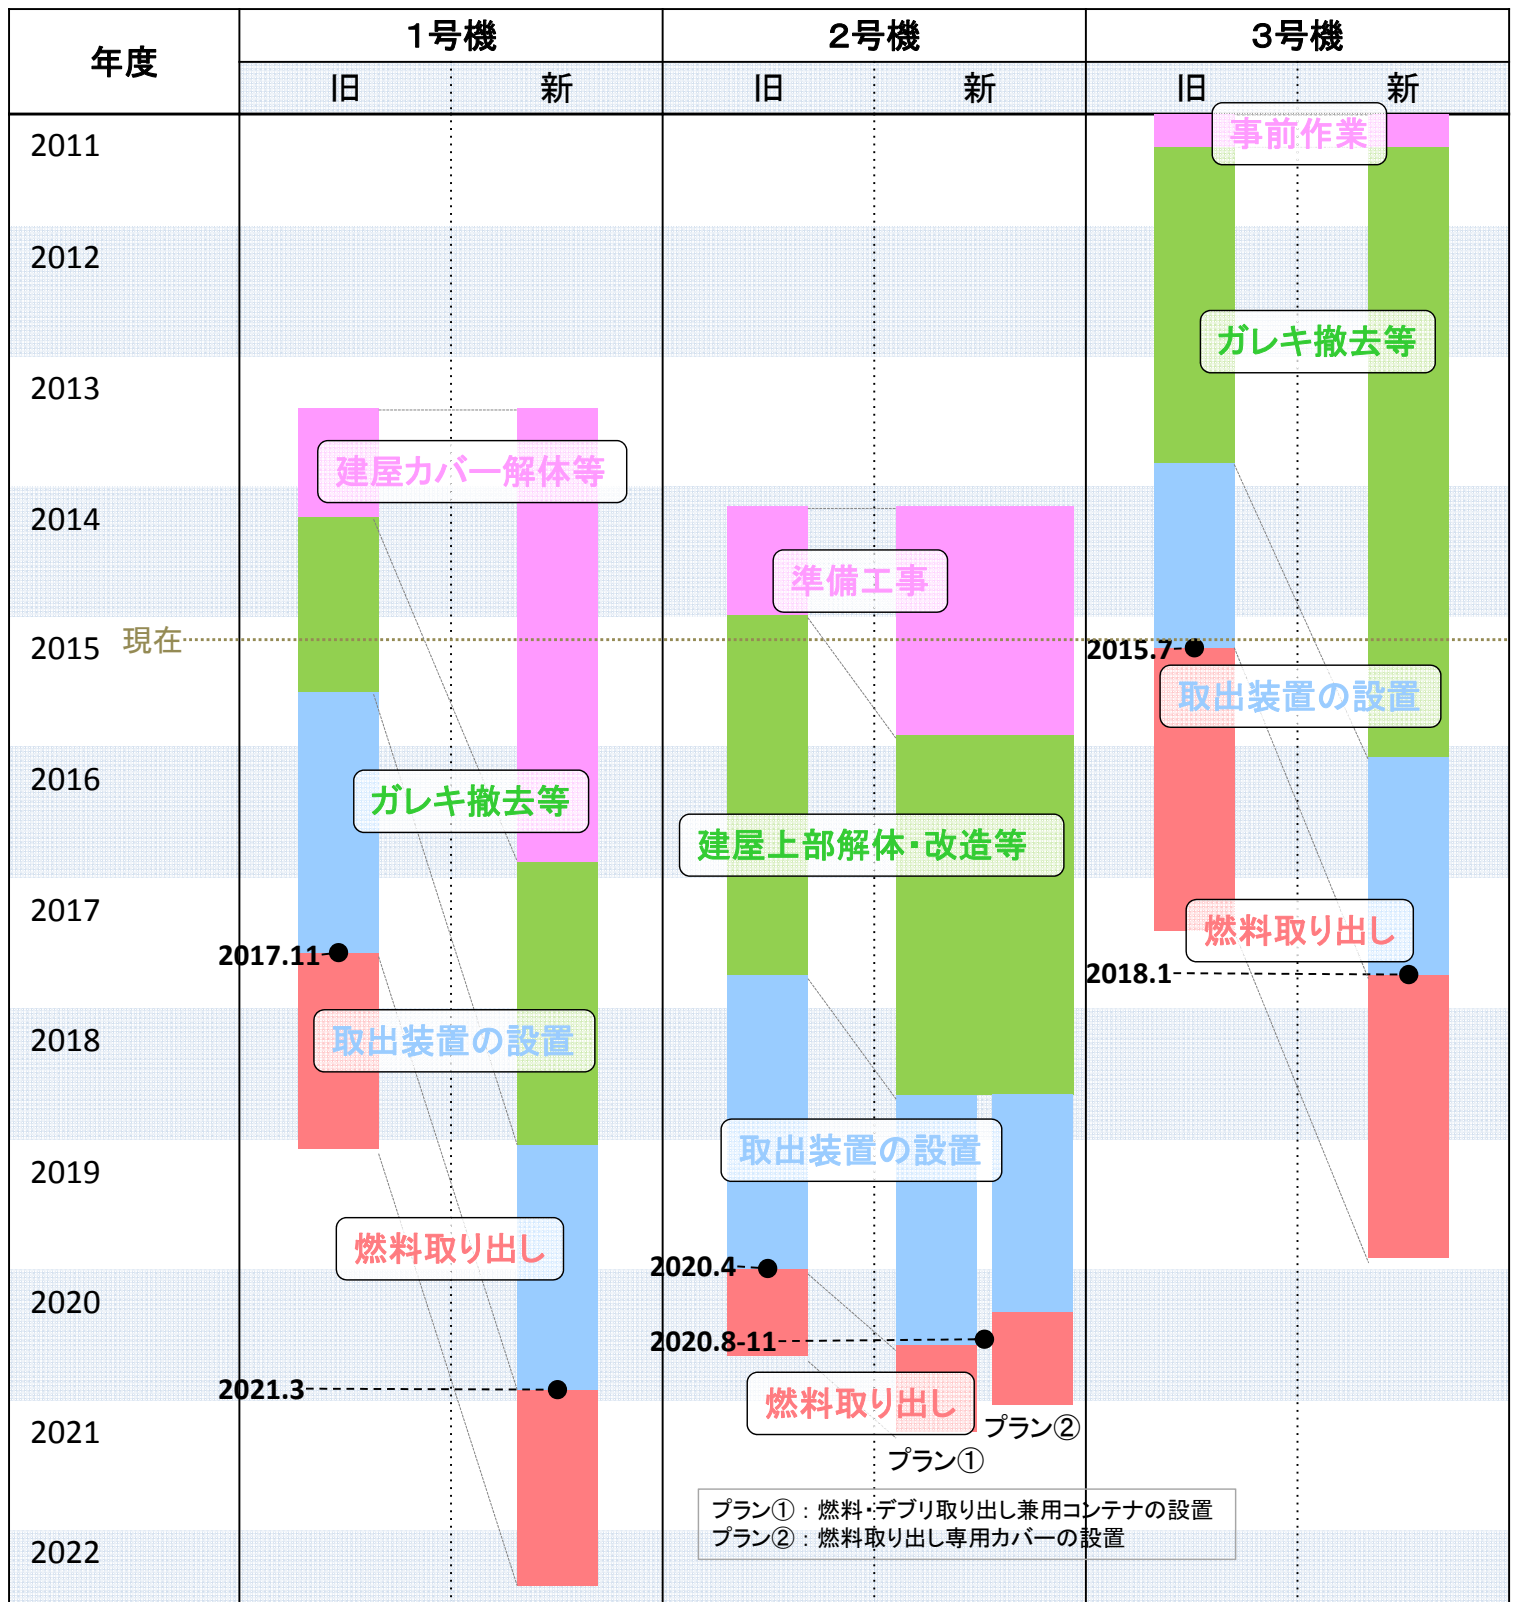 年度
1号機
2号機
3号機
旧
新
旧
新
旧
新
2011
事前作業
2012
ガレキ撤去等
2013
建屋カバー解体等
2014
準備工事
2015
現在
2015.7
取出装置の設置
2016
ガレキ撤去等
建屋上部解体・改造等
2017
燃料取り出し
2017.11
2018.1
2018
取出装置の設置
取出装置の設置
2019
燃料取り出し
2020.4
2020
2020.8-11
2021.3
燃料取り出し
2021
プラン②
プラン①
プラン①：燃料・デブリ取り出し兼用コンテナの設置
プラン②：燃料取り出し専用カバーの設置
2022